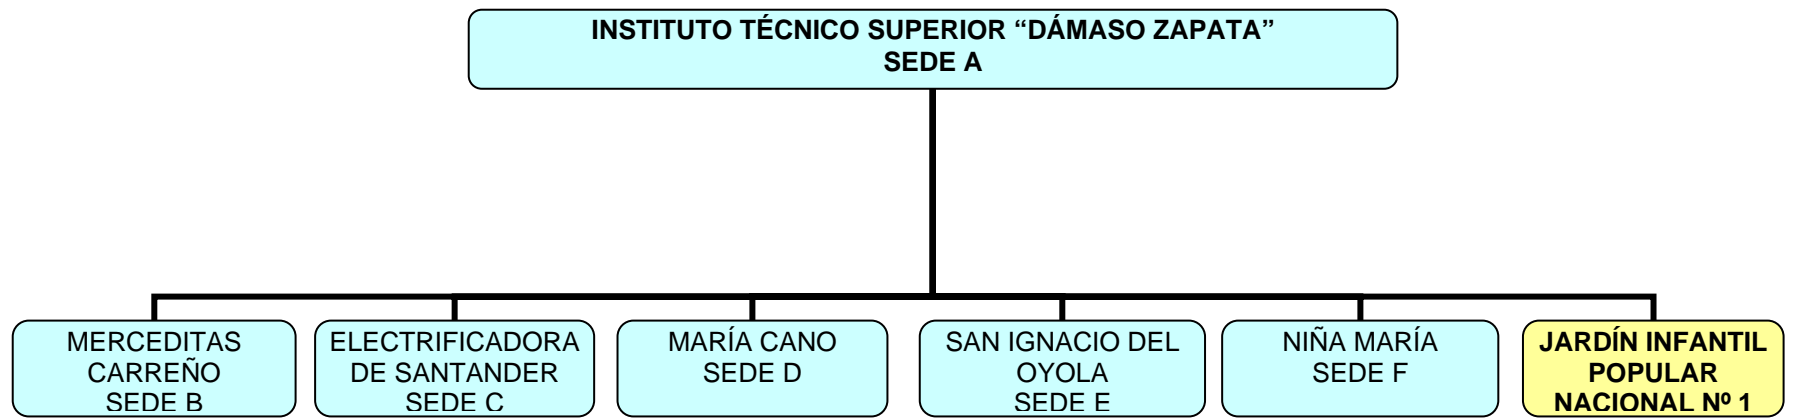 INSTITUTO TÉCNICO SUPERIOR “DÁMASO ZAPATA”
SEDE A
MERCEDITAS
CARREÑO
SEDE B
ELECTRIFICADORA
DE SANTANDER
SEDE C
MARÍA CANO
SEDE D
SAN IGNACIO DEL
OYOLA
SEDE E
NIÑA MARÍA
SEDE F
JARDÍN INFANTIL
POPULAR
NACIONAL Nº 1